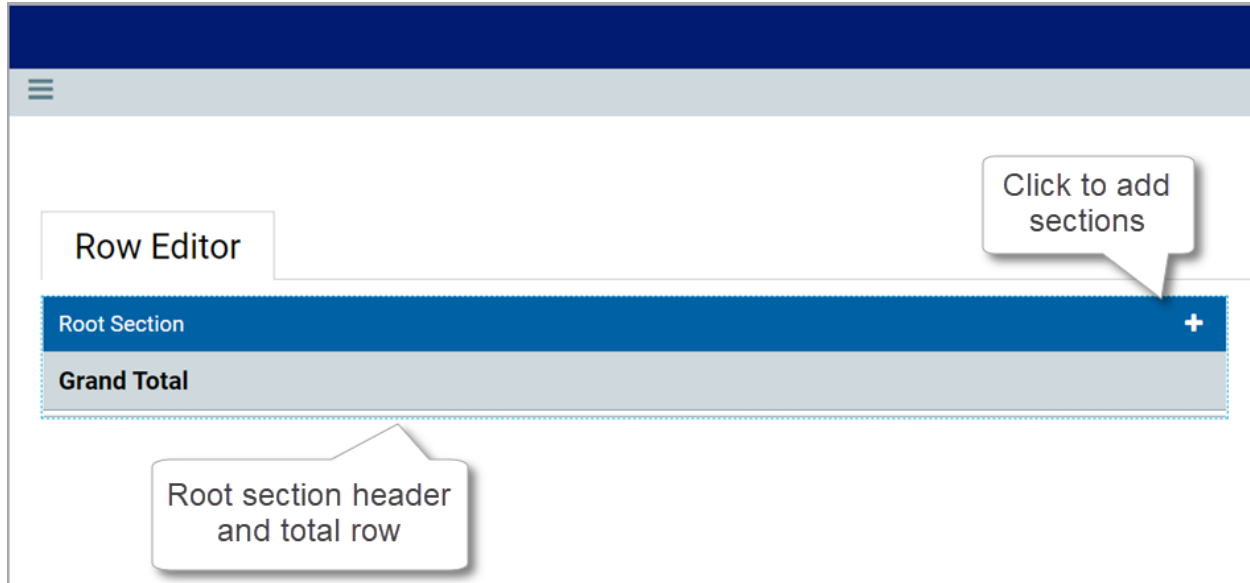 Click to add
sections
Row Editor
Root Section
Grand Total
Root section header
and total row